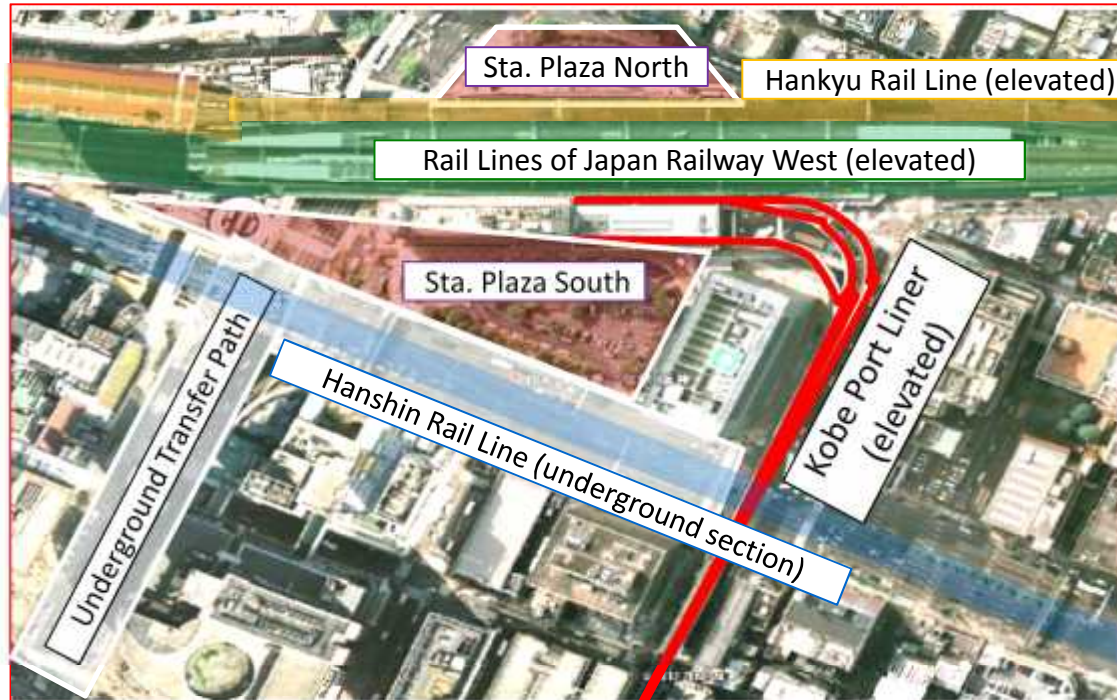 Sta. Plaza North
Hankyu Rail Line (elevated)
Rail Lines of Japan Railway West (elevated)
Sta. Plaza South
Kobe Port Liner
(elevated)
Hanshin Rail Line (underground section)
Underground Transfer Path